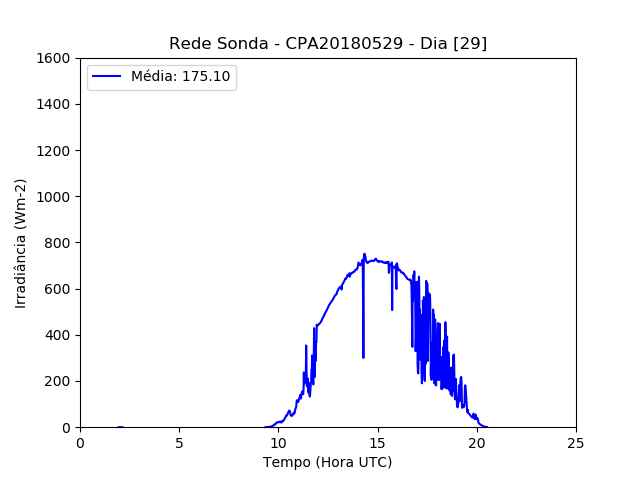 Rede Sonda - CPA20180529 - Dia [29]
Média: 175.10
1600
1400
1200
1000
800
600
400
200
0
Irradiância (Wm-2)
0 5 10 15 20 25
Tempo (Hora UTC)